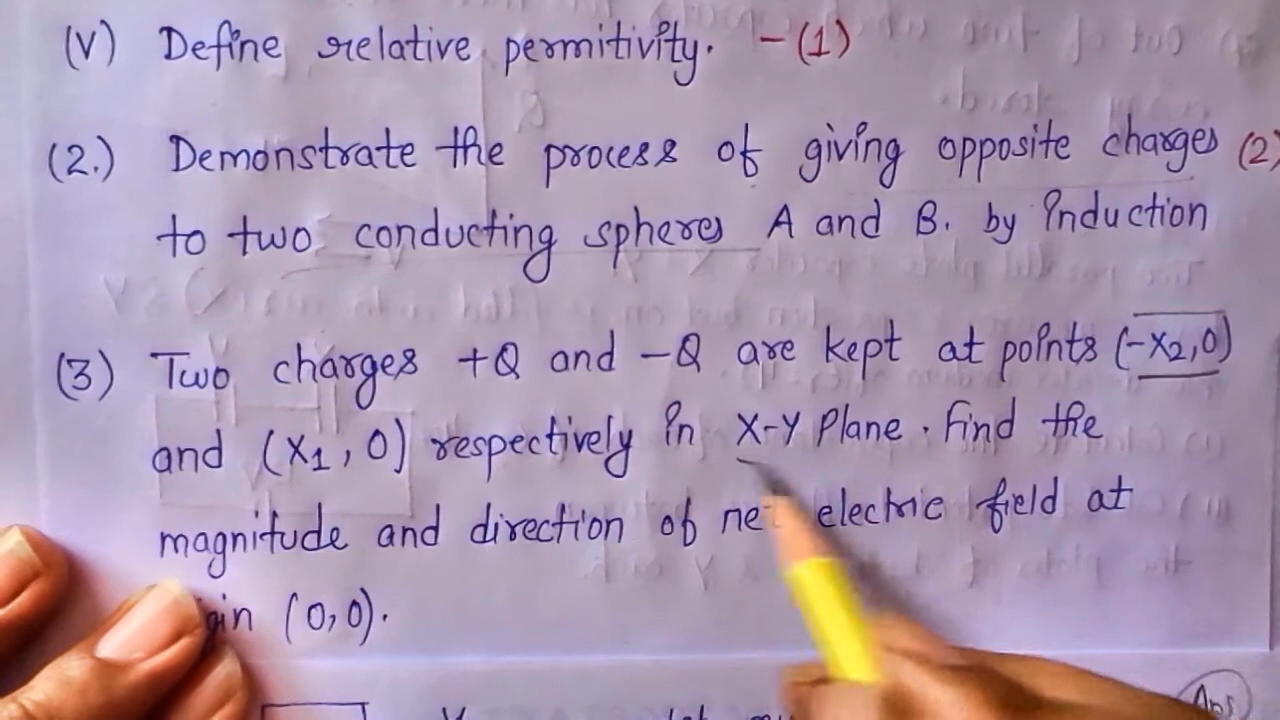 (V) Define relative permitivity. - (1)
(2.) Demonstrate the process of giving opposite charges (2)
to two conducting spheres A and B. by Induction
(3) Two charges +Q and -Q are kept at points (-X2,0)
and (X1, 0) respectively in X-Y Plane. Find the
magnitude and direction of electric field at
(0,0).
Ans